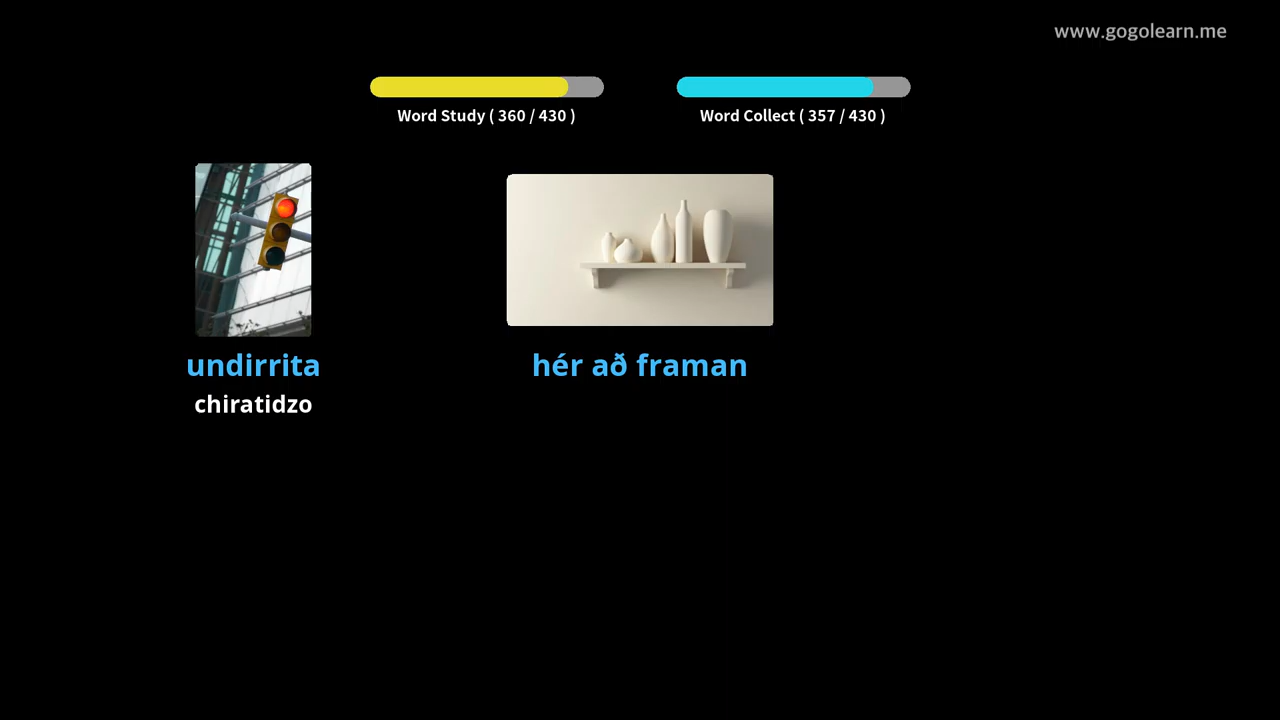 www.gogolearn.me
Word Study ( 360 / 430 )
Word Collect ( 357 / 430 )
undirrita
chiratidzo
hér að framan